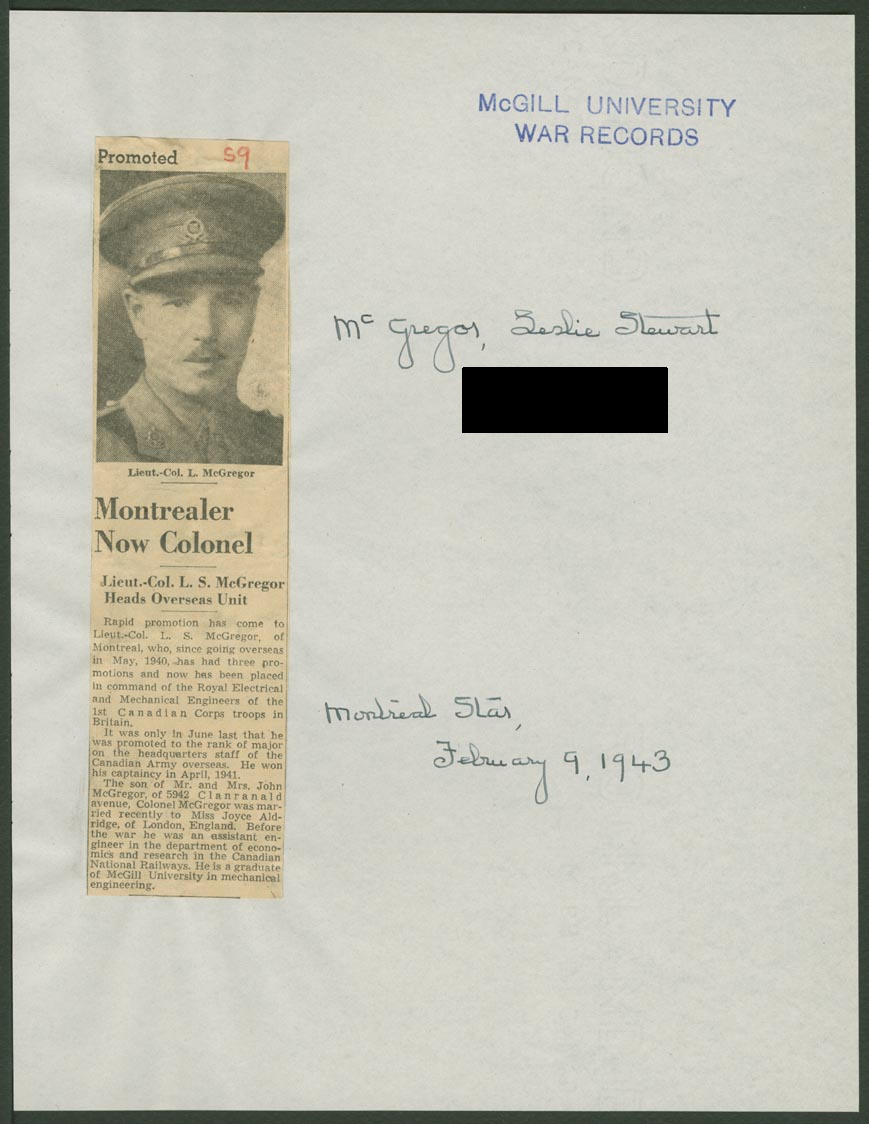 McGILL UNIVERSITY
WAR RECORDS
Promoted
59
Lieut.-Col. L. McGregor
Montrealer
Now Colonel
Lieut.-Col. L. S. McGregor
Heads Overseas Unit
Rapid promotion has come to
Lieut.-Col. L. S. McGregor, of
Montreal, who, since going overseas
in May, 1940, has had three pro-
motions and now has been placed
in command of the Royal Electrical
and Mechanical Engineers of the
1st Canadian Corps troops in
Britain.
It was only in June last that he
was promoted to the rank of major
on the headquarters staff of the
Canadian Army overseas. He won
his captaincy in April, 1941.
The son of Mr. and Mrs. John
McGregor, of 5942 Clanranald
avenue, Colonel McGregor was mar-
ried recently to Miss Joyce Ald-
ridge, of London, England. Before
the war he was an assistant en-
gineer in the department of econo-
mics and research in the Canadian
National Railways. He is a graduate
of McGill University in mechanical
engineering.
McGregor, Leslie Stewart
Montreal Star,
February 9, 1943